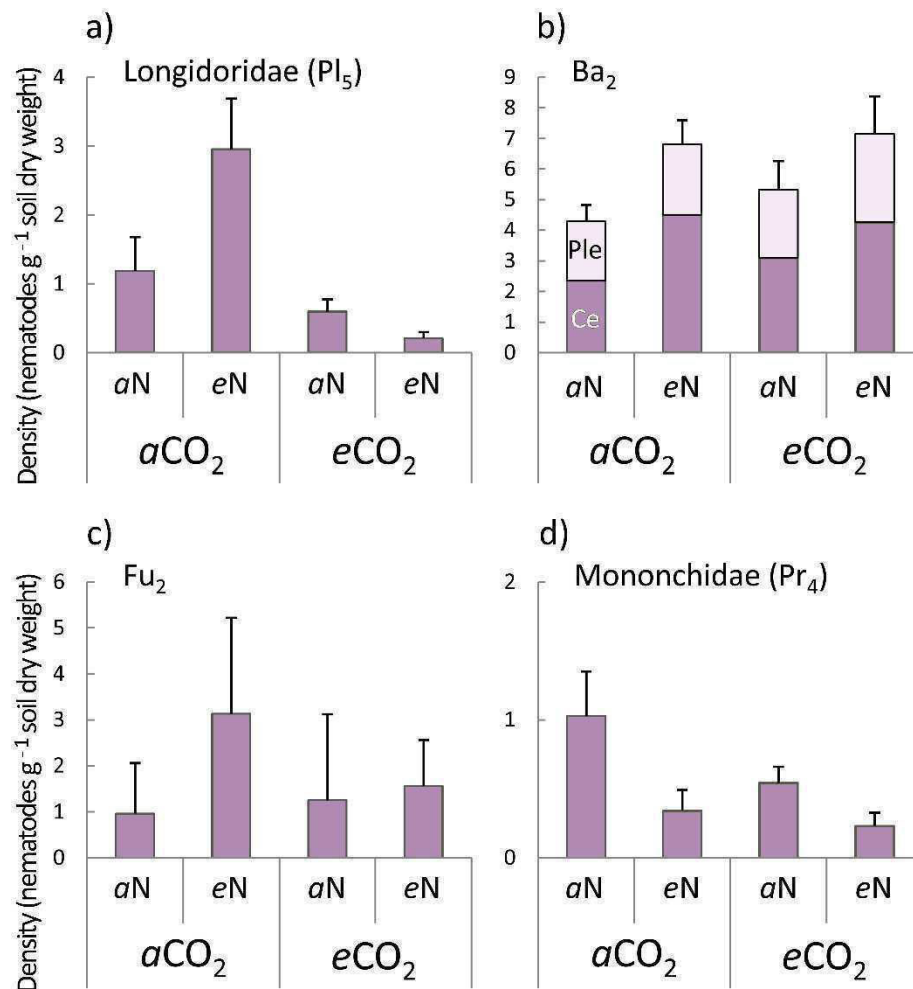 a)
Longidoridae (Pl₅)
Density (nematodes g⁻¹ soil dry weight)
4
3
2
1
0
aN eN aN eN
aCO₂ eCO₂
b)
Ba₂
9
8
7
6
5
4
3
2
1
0
Ple
Ce
aN eN aN eN
aCO₂ eCO₂
c)
Fu₂
Density (nematodes g⁻¹ soil dry weight)
6
5
4
3
2
1
0
aN eN aN eN
aCO₂ eCO₂
d)
Mononchidae (Pr₄)
2
1
0
aN eN aN eN
aCO₂ eCO₂